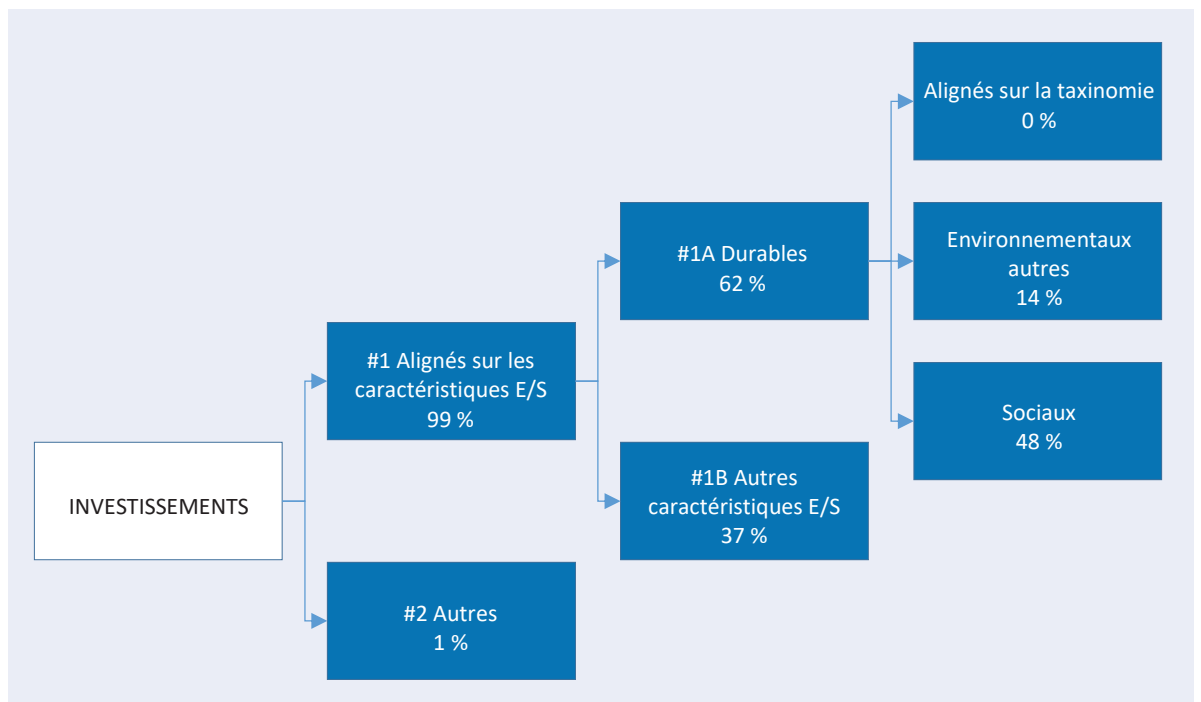 Alignés sur la taxinomie
0 %
#1A Durables
62 %
Environnementaux
autres
14 %
#1 Alignés sur les
caractéristiques E/S
99 %
Sociaux
48 %
INVESTISSEMENTS
#1B Autres
caractéristiques E/S
37 %
#2 Autres
1 %